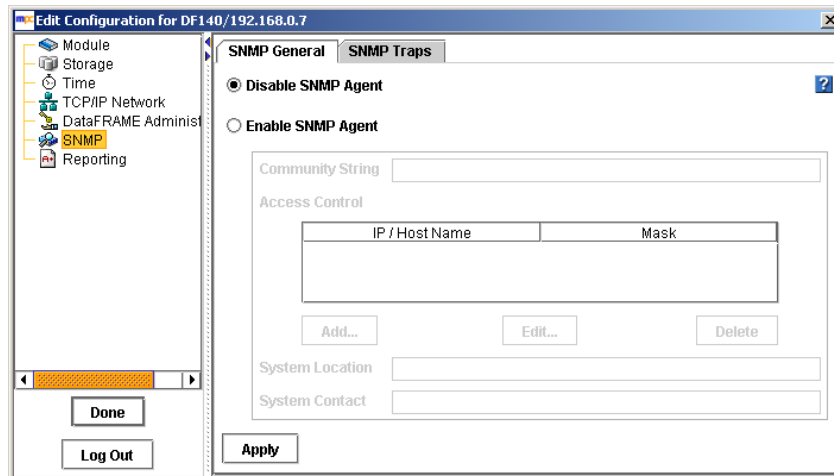 Edit Configuration for DF140/192.168.0.7
Module
Storage
Time
TCP/IP Network
DataFRAME Administ
SNMP
Reporting
Done
Log Out
SNMP General
SNMP Traps
Disable SNMP Agent
?
Enable SNMP Agent
Community String
Access Control
IP / Host Name
Mask
Add...
Edit...
Delete
System Location
System Contact
Apply